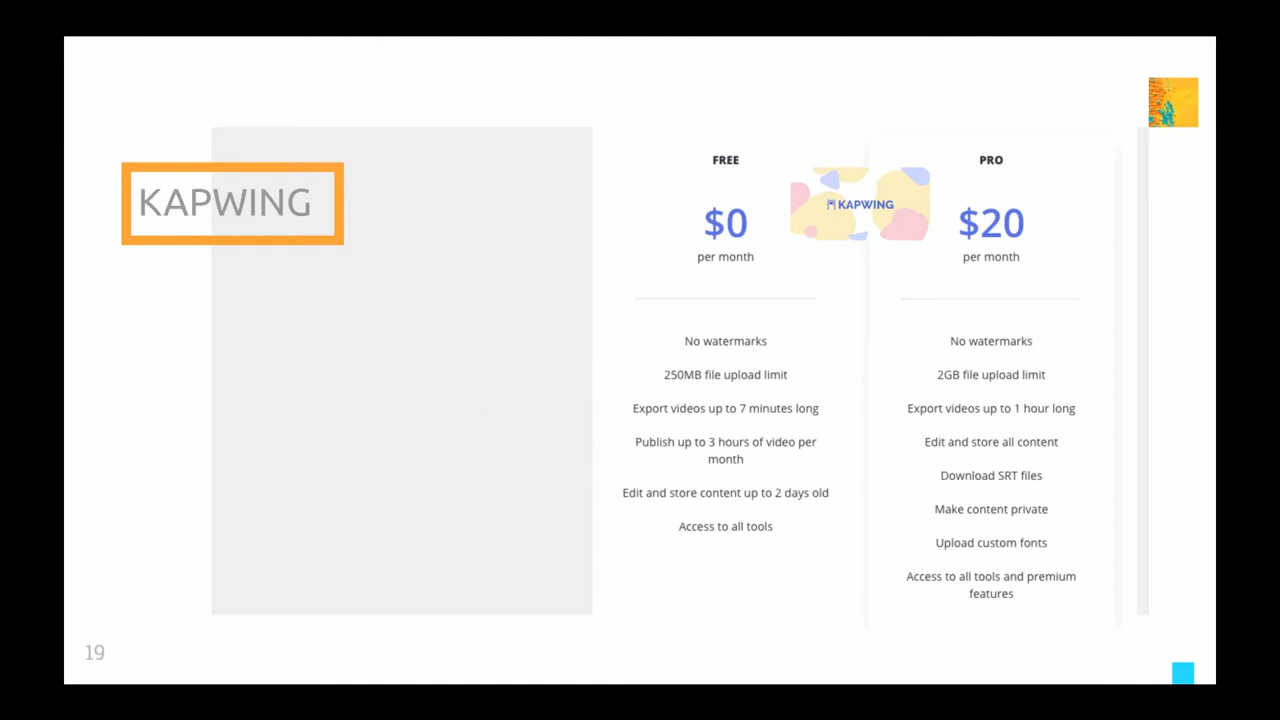 KAPWING
FREE
$0
per month
No watermarks
250MB file upload limit
Export videos up to 7 minutes long
Publish up to 3 hours of video per
month
Edit and store content up to 2 days old
Access to all tools
KAPWING
PRO
$20
per month
No watermarks
2GB file upload limit
Export videos up to 1 hour long
Edit and store all content
Download SRT files
Make content private
Upload custom fonts
Access to all tools and premium
features
19